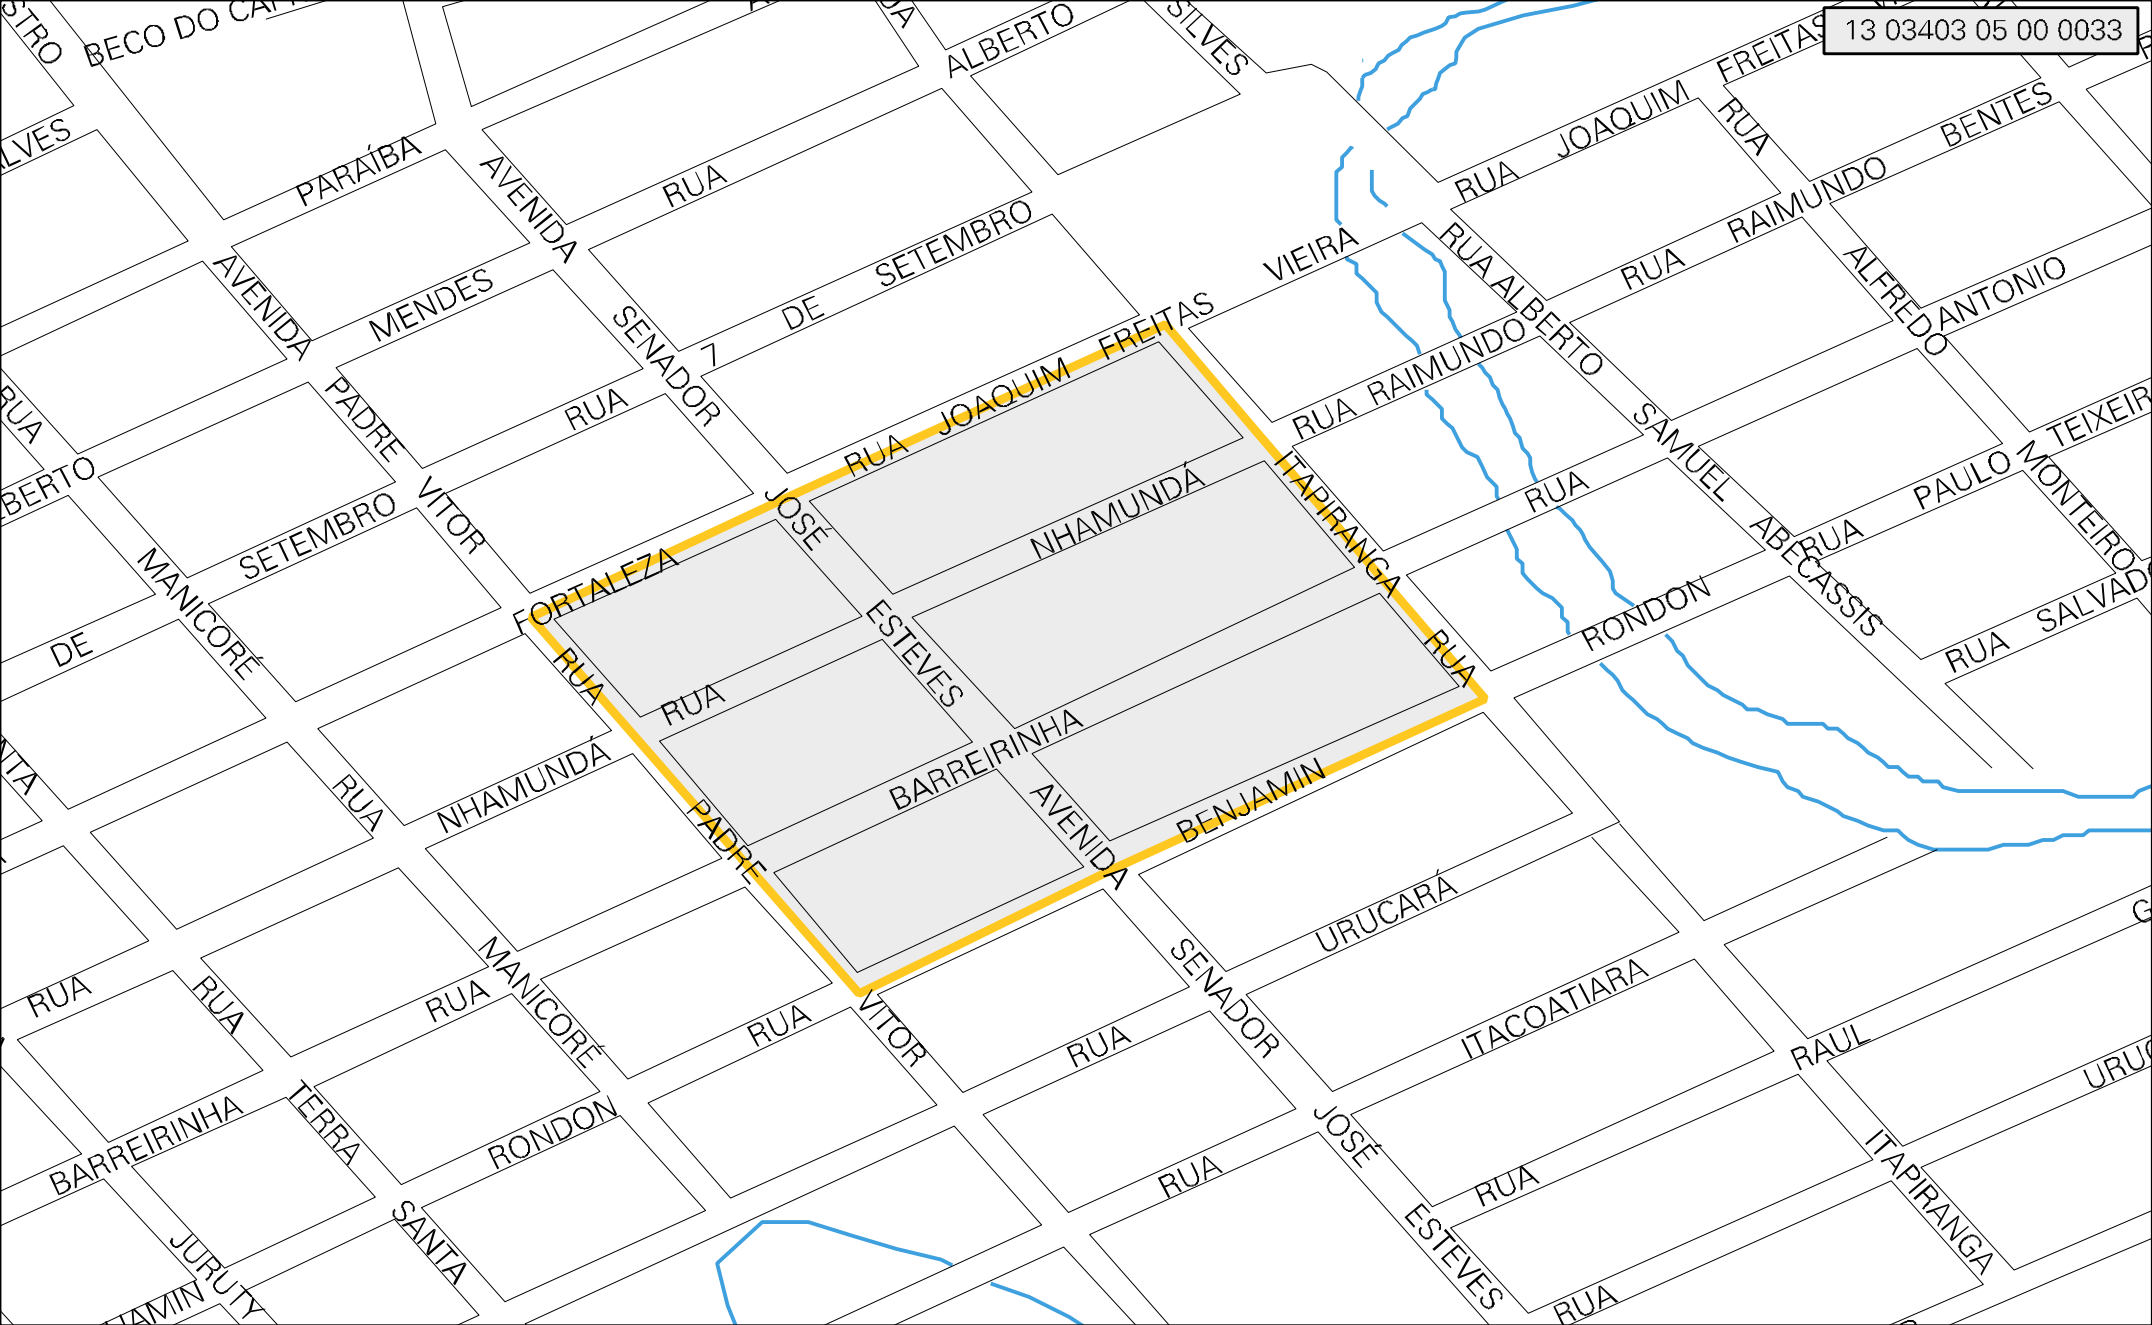 13 03403 05 00 0033
BECO DO
ALBERTO
SILVES
FREITAS
RUA JOAQUIM
RUA
BENTES
PARAÍBA
AVENIDA
RUA
RUA RAIMUNDO
SETEMBRO
DE
7
RUA
VIEIRA
RUA ALBERTO
ALFREDO
ANTONIO
AVENIDA
MENDES
SENADOR
RUA
FREITAS
JOAQUIM
RUA
RUA RAIMUNDO
RUA
PADRE
VITOR
SETEMBRO
DE
MANICORÉ
JOSÉ
NHAMUNDÁ
ITAPIRANGA
RUA
SAMUEL
ABECASSIS
RUA PAULO
MONTEIRO
RUA
FORTALEZA
RUA
ESTEVES
RUA
RONDON
RUA
NHAMUNDÁ
RUA
PADRE
BARREIRINHA
AVENIDA
BENJAMIN
URUCARÁ
ITACOATIARA
RAUL
RUA
RUA
RUA
MANICORÉ
RUA
VITOR
RUA
SENADOR
BARREIRINHA
TERRA
RONDON
RUA
JOSÉ
RUA
ITAPIRANGA
JURUTY
SANTA
ESTEVES
RUA